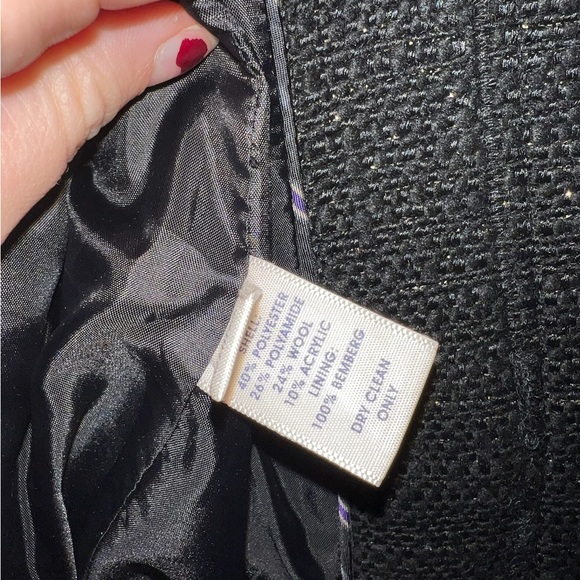 SHELL:
40% POLYESTER
26% POLYAMIDE
24% WOOL
10% ACRYLIC
LINING:
100% BEMBERG
DRY CLEAN
ONLY